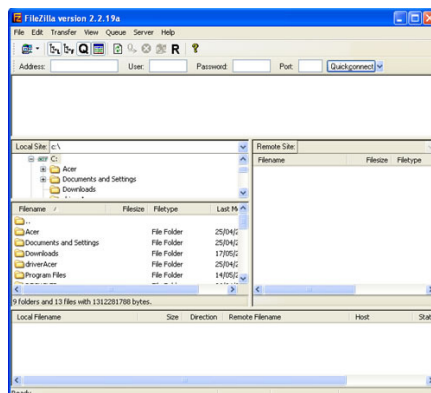 FileZilla version 2.2.19a
File Edit Transfer View Queue Server Help
Address: User: Password: Port: Quickconnect
Local Site: c:\ Remote Site:
C:
Acer
Documents and Settings
Downloads
Filename Filesize Filetype
Filename Filesize Filetype Last M
..
Acer File Folder 25/04/2
Documents and Settings File Folder 25/04/2
Downloads File Folder 17/05/2
driverAcer File Folder 25/04/2
Program Files File Folder 14/05/2
9 folders and 13 files with 1312281788 bytes.
Local Filename Size Direction Remote Filename Host Stat
Ready